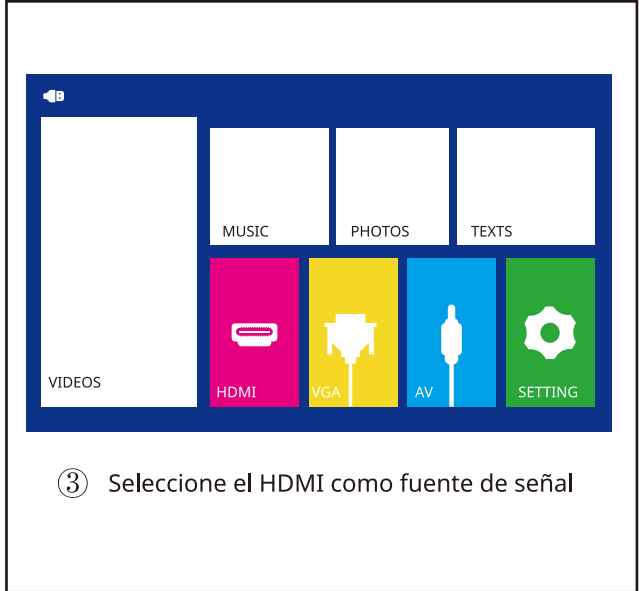 MUSIC PHOTOS TEXTS
VIDEOS
HDMI VGA AV SETTING
③ Seleccione el HDMI como fuente de señal